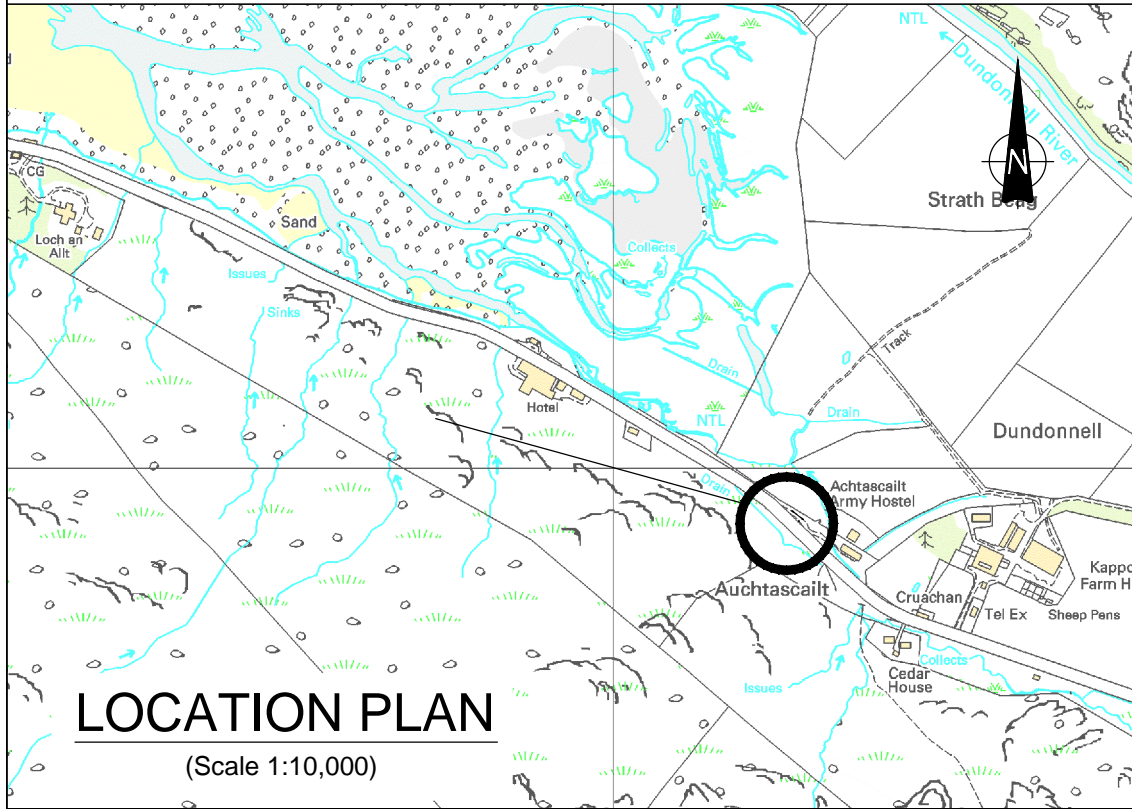 NTL
Dundonnell River
N
Strath Beag
CG
Loch an
Allt
Sand
Issues
Sinks
Collects
Track
Drain
Drain
Hotel
NTL
Dundonnell
Drain
Achtascailt
Army Hostel
Auchtascailt
Cruachan
Tel Ex
Sheep Pens
Farm H
Cedar
House
Collects
Issues
LOCATION PLAN
(Scale 1:10,000)